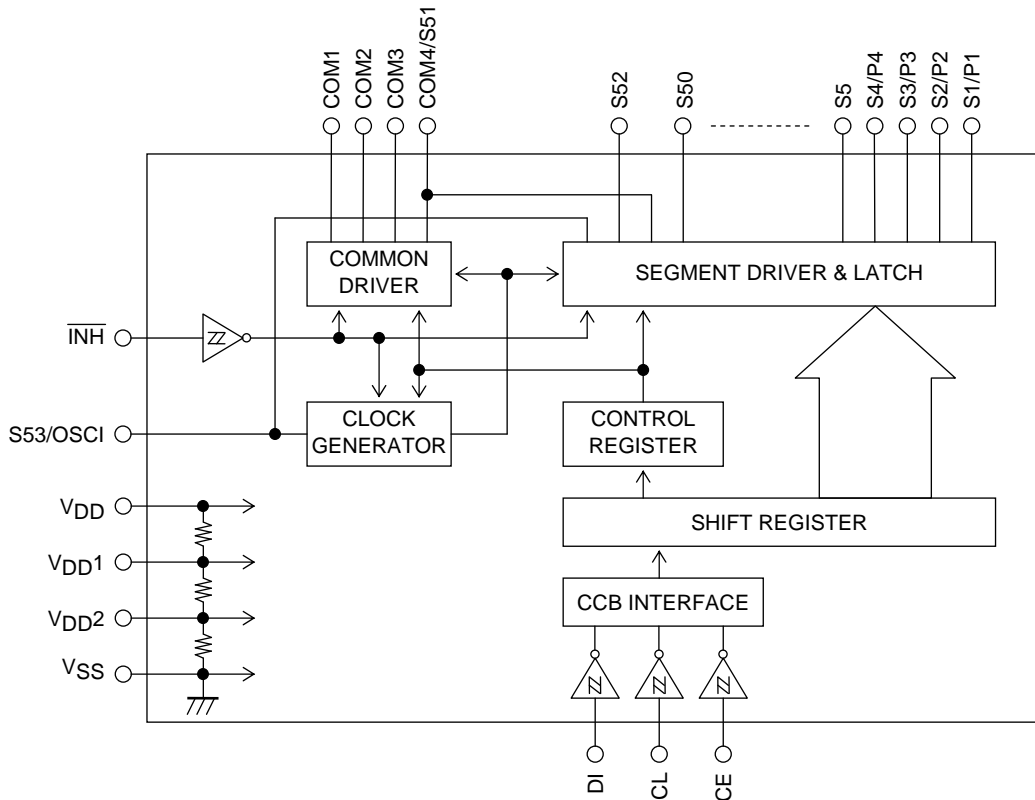 COM1
COM2
COM3
COM4/S51
S52
S50
S5
S4/P4
S3/P3
S2/P2
S1/P1
COMMON
DRIVER
SEGMENT DRIVER & LATCH
INH
S53/OSCI
CLOCK
GENERATOR
CONTROL
REGISTER
VDD
SHIFT REGISTER
VDD1
VDD2
CCB INTERFACE
VSS
DI
CL
CE